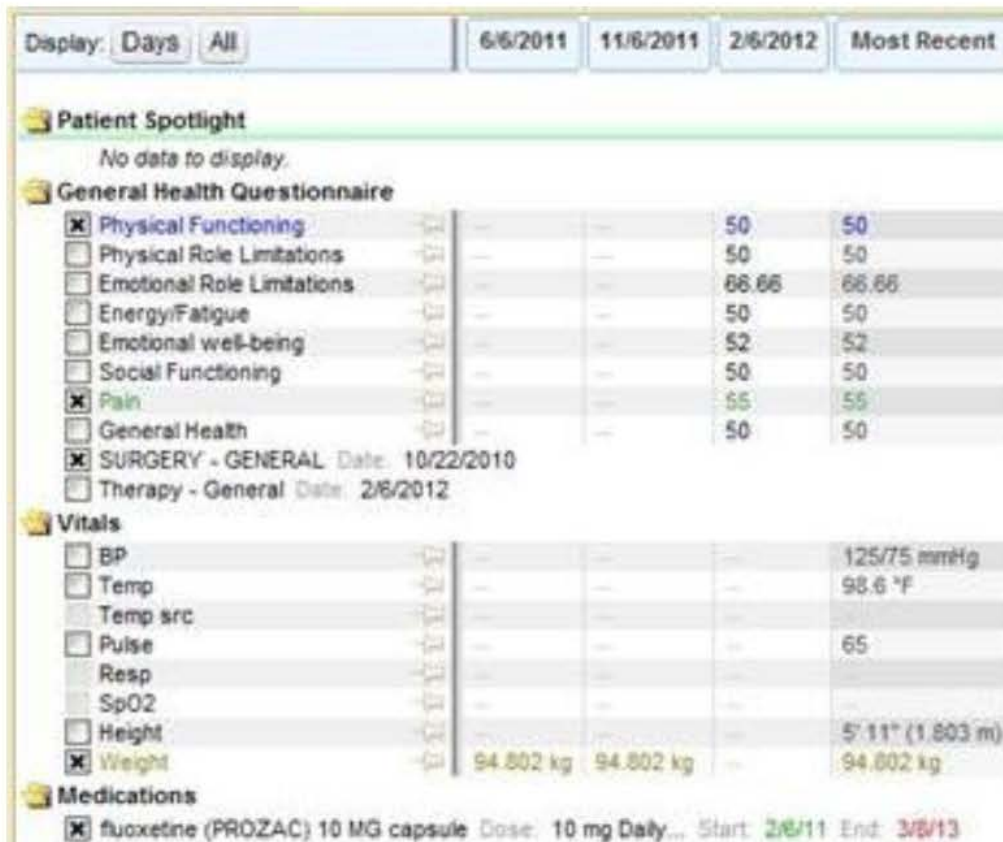 Display: Days All 6/6/2011 11/6/2011 2/6/2012 Most Recent
Patient Spotlight
No data to display.
General Health Questionnaire
Physical Functioning -- -- 50 50
Physical Role Limitations -- -- 50 50
Emotional Role Limitations -- -- 66.66 66.66
Energy/Fatigue -- -- 50 50
Emotional well-being -- -- 52 52
Social Functioning -- -- 50 50
Pain -- -- 55 55
General Health -- -- 50 50
SURGERY - GENERAL Date: 10/22/2010
Therapy - General Date: 2/6/2012
Vitals
BP -- -- -- 125/75 mmHg
Temp -- -- -- 98.6 °F
Temp src -- -- -- --
Pulse -- -- -- 65
Resp -- -- -- --
SpO2 -- -- -- --
Height -- -- -- 5' 11" (1.803 m)
Weight 94.802 kg 94.802 kg -- 94.802 kg
Medications
fluoxetine (PROZAC) 10 MG capsule Dose: 10 mg Daily... Start: 2/6/11 End: 3/8/13